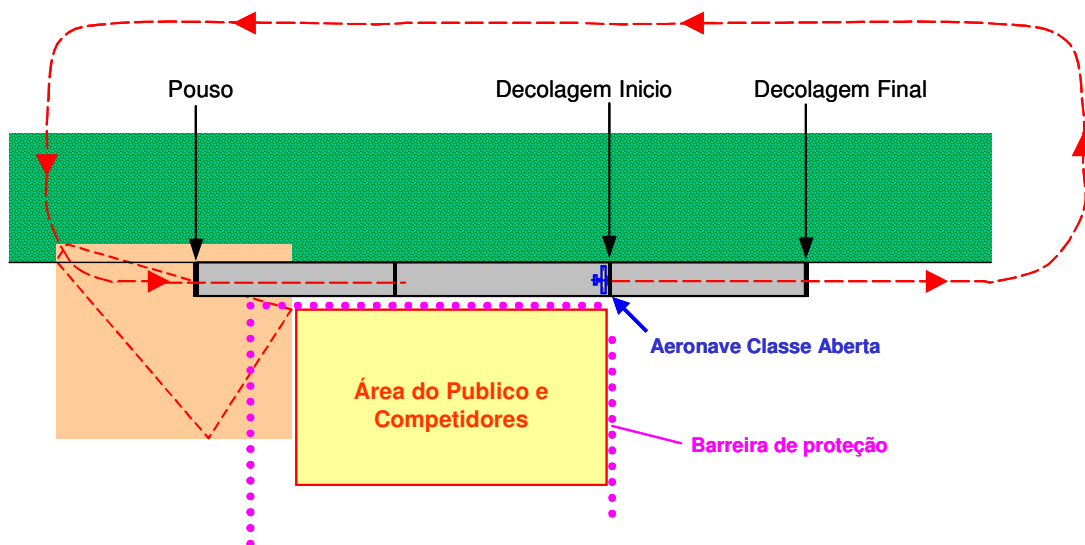 Pouso
Decolagem Inicio
Decolagem Final
Aeronave Classe Aberta
Área do Publico e
Competidores
Barreira de proteção